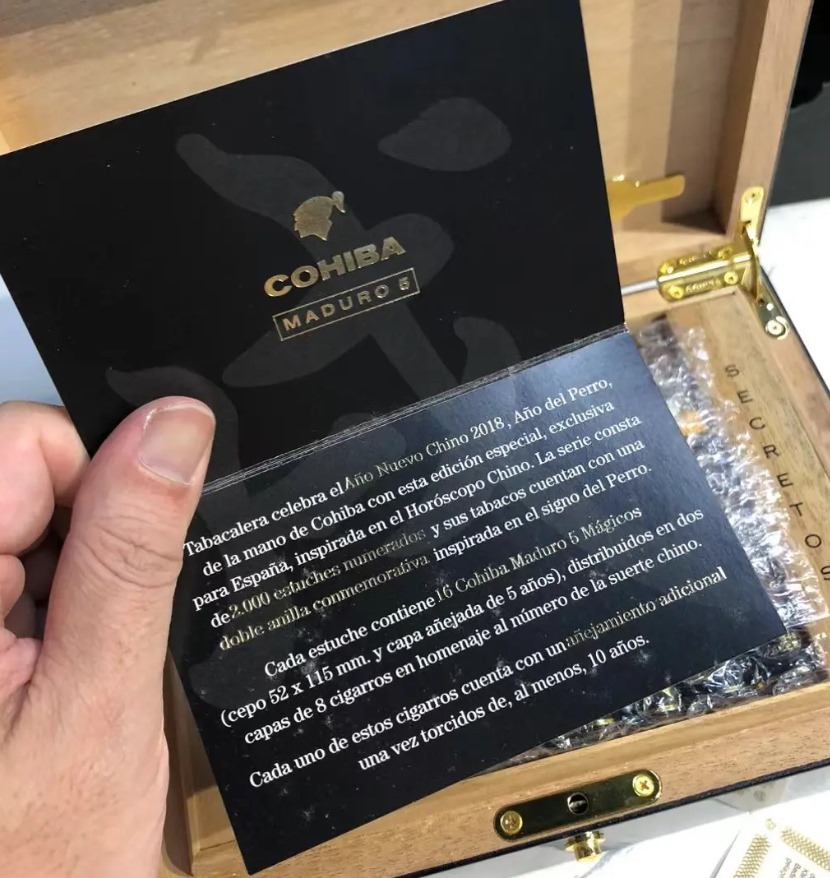 COHIBA
MADURO 5
Tabacalera celebra el Año Nuevo Chino 2018, Año del Perro,
de la mano de Cohiba con esta edición especial, exclusiva
para España, inspirada en el Horóscopo Chino. La serie consta
de 2.000 estuches numerados y sus tabacos cuentan con una
doble anilla conmemorativa inspirada en el signo del Perro.
Cada estuche contiene 16 Cohiba Maduro 5 Mágicos
(cepo 52 x 115 mm. y capa añejada de 5 años), distribuidos en dos
capas de 8 cigarros en homenaje al número de la suerte chino.
Cada uno de estos cigarros cuenta con un añejamiento adicional
una vez torcidos de, al menos, 10 años.
SECRETOS